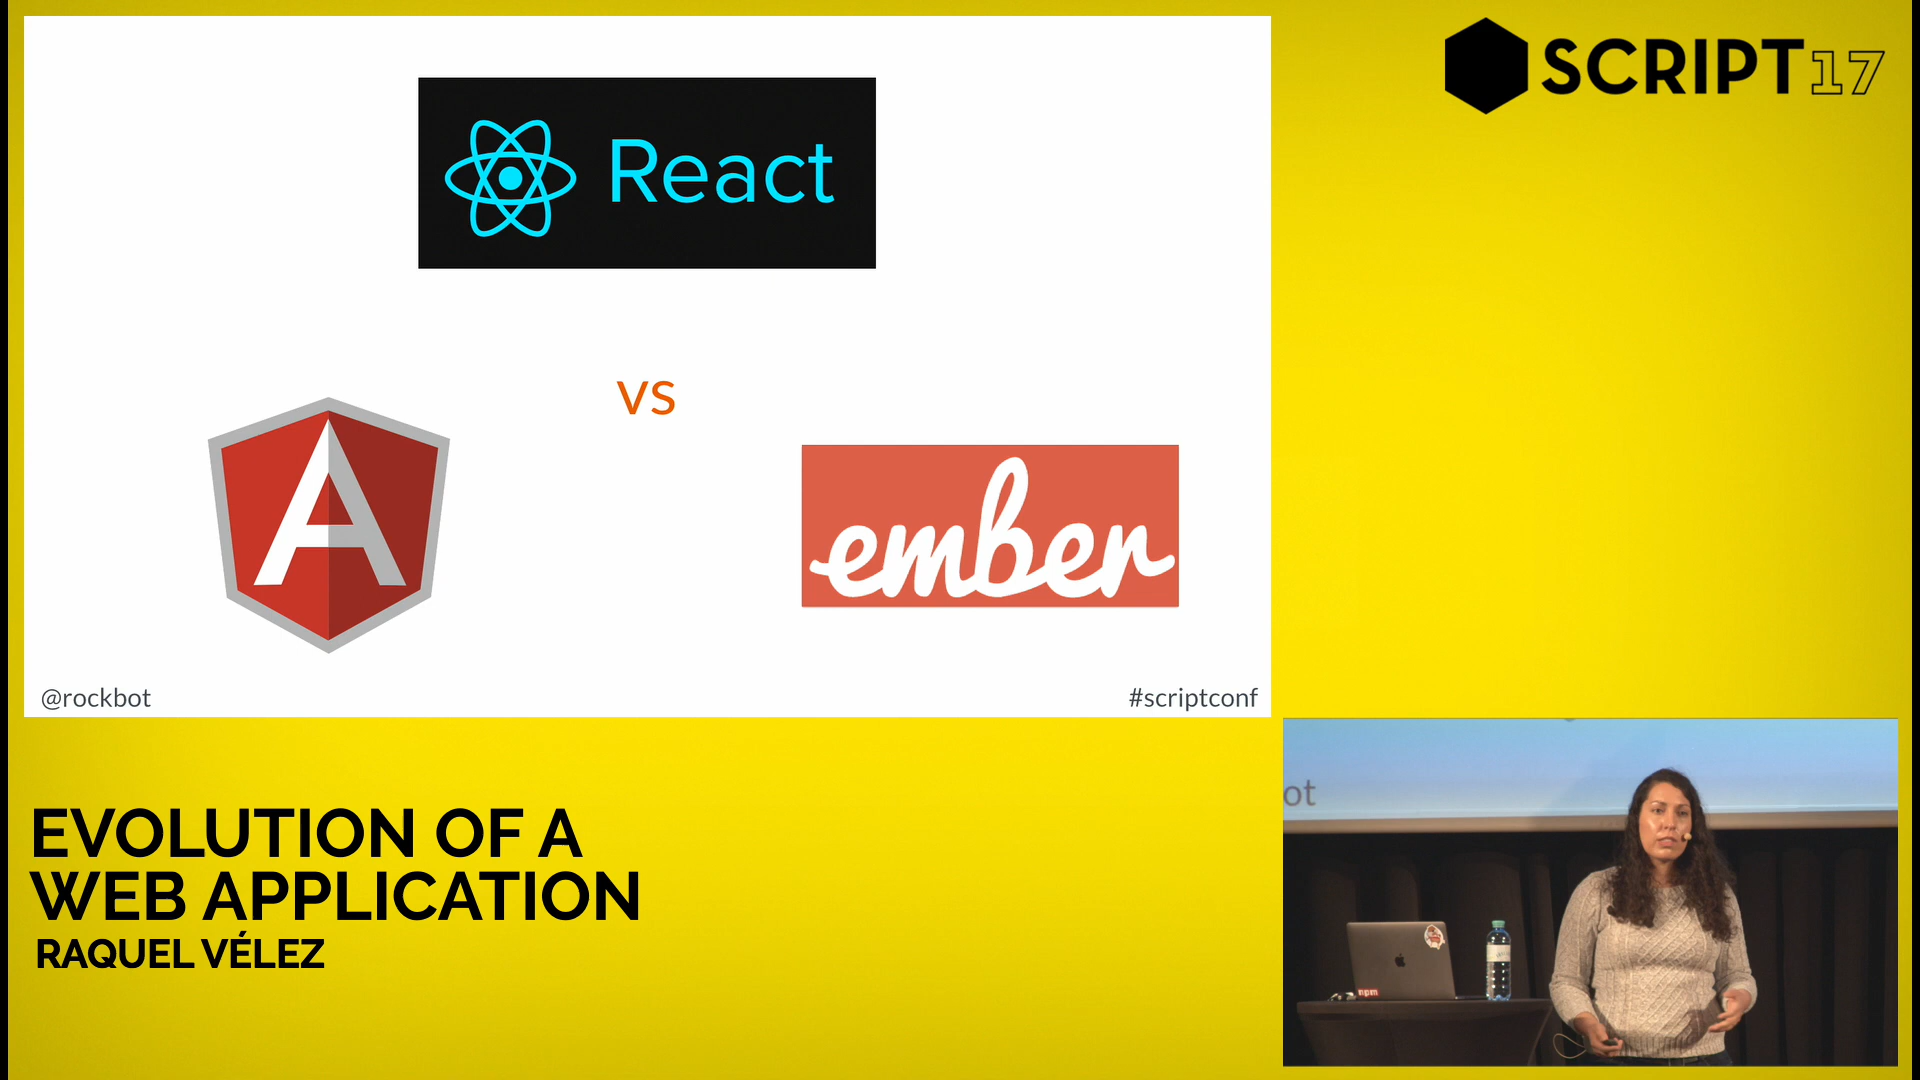 React
SCRIPT17
vs
A
ember
@rockbot
#scriptconf
EVOLUTION OF A
WEB APPLICATION
RAQUEL VÉLEZ
ot
npm